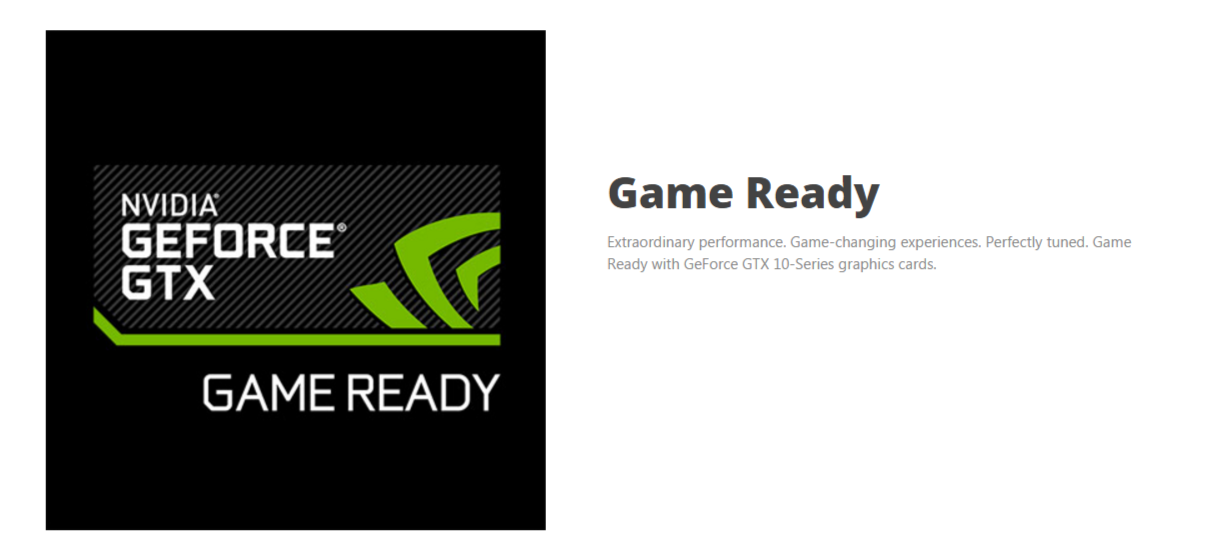 NVIDIA
GEFORCE®
GTX
GAME READY
Game Ready
Extraordinary performance. Game-changing experiences. Perfectly tuned. Game
Ready with GeForce GTX 10-Series graphics cards.